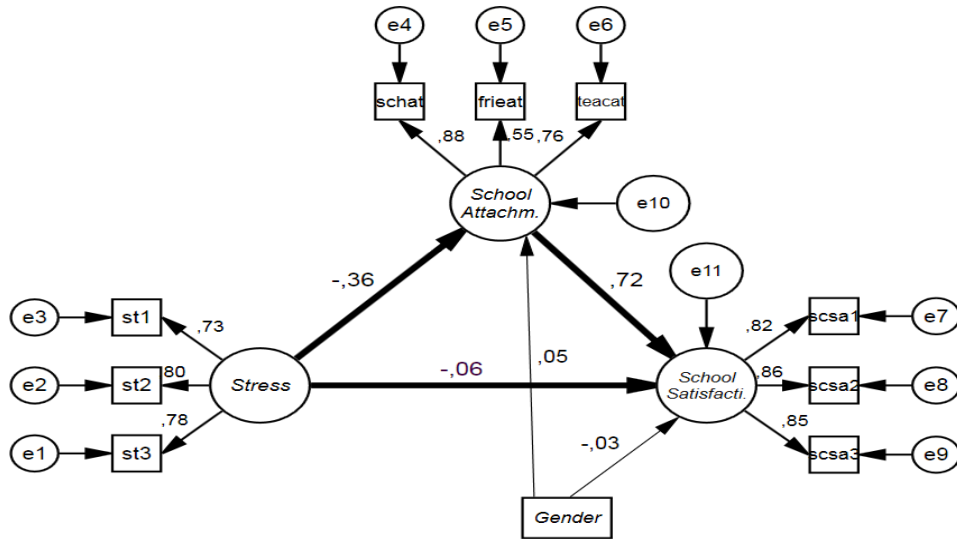 e4
e5
e6
schat
frieat
teacat
,88
,55
,76
School
Attachm.
e10
-,36
,72
e11
e3
st1
,73
,05
,82
scsa1
e7
e2
st2
80
Stress
-,06
School
Satisfacti.
,86
scsa2
e8
e1
st3
,78
-,03
,85
scsa3
e9
Gender